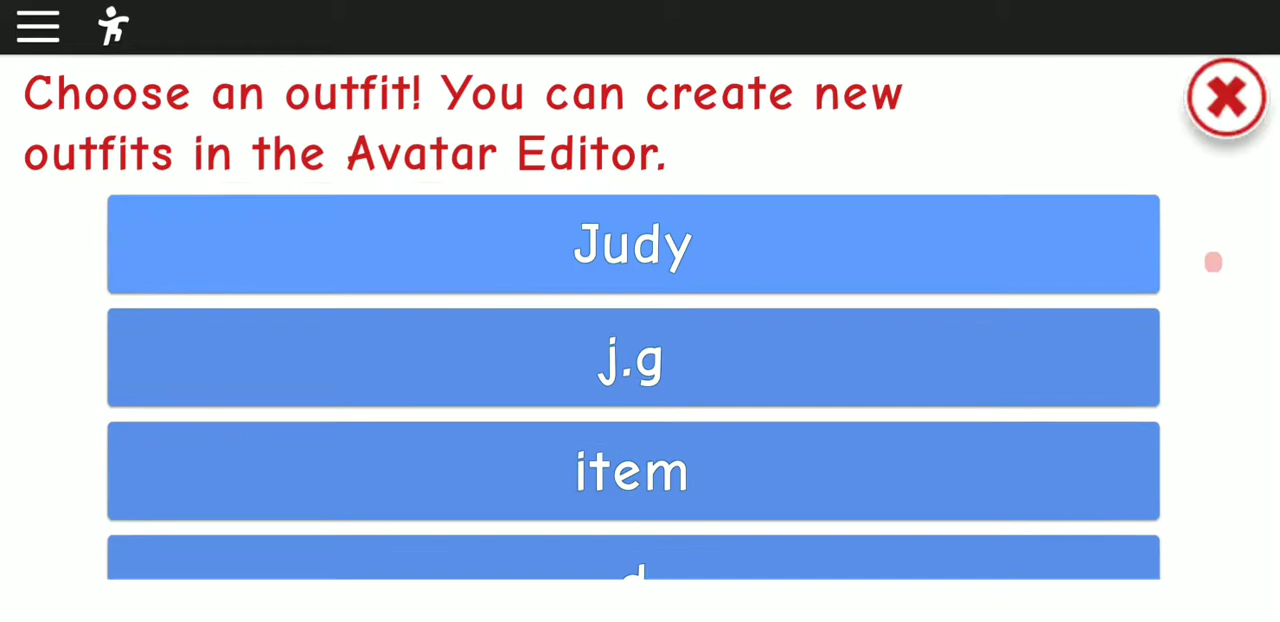 Choose an outfit! You can create new
outfits in the Avatar Editor.
Judy
j.g
item